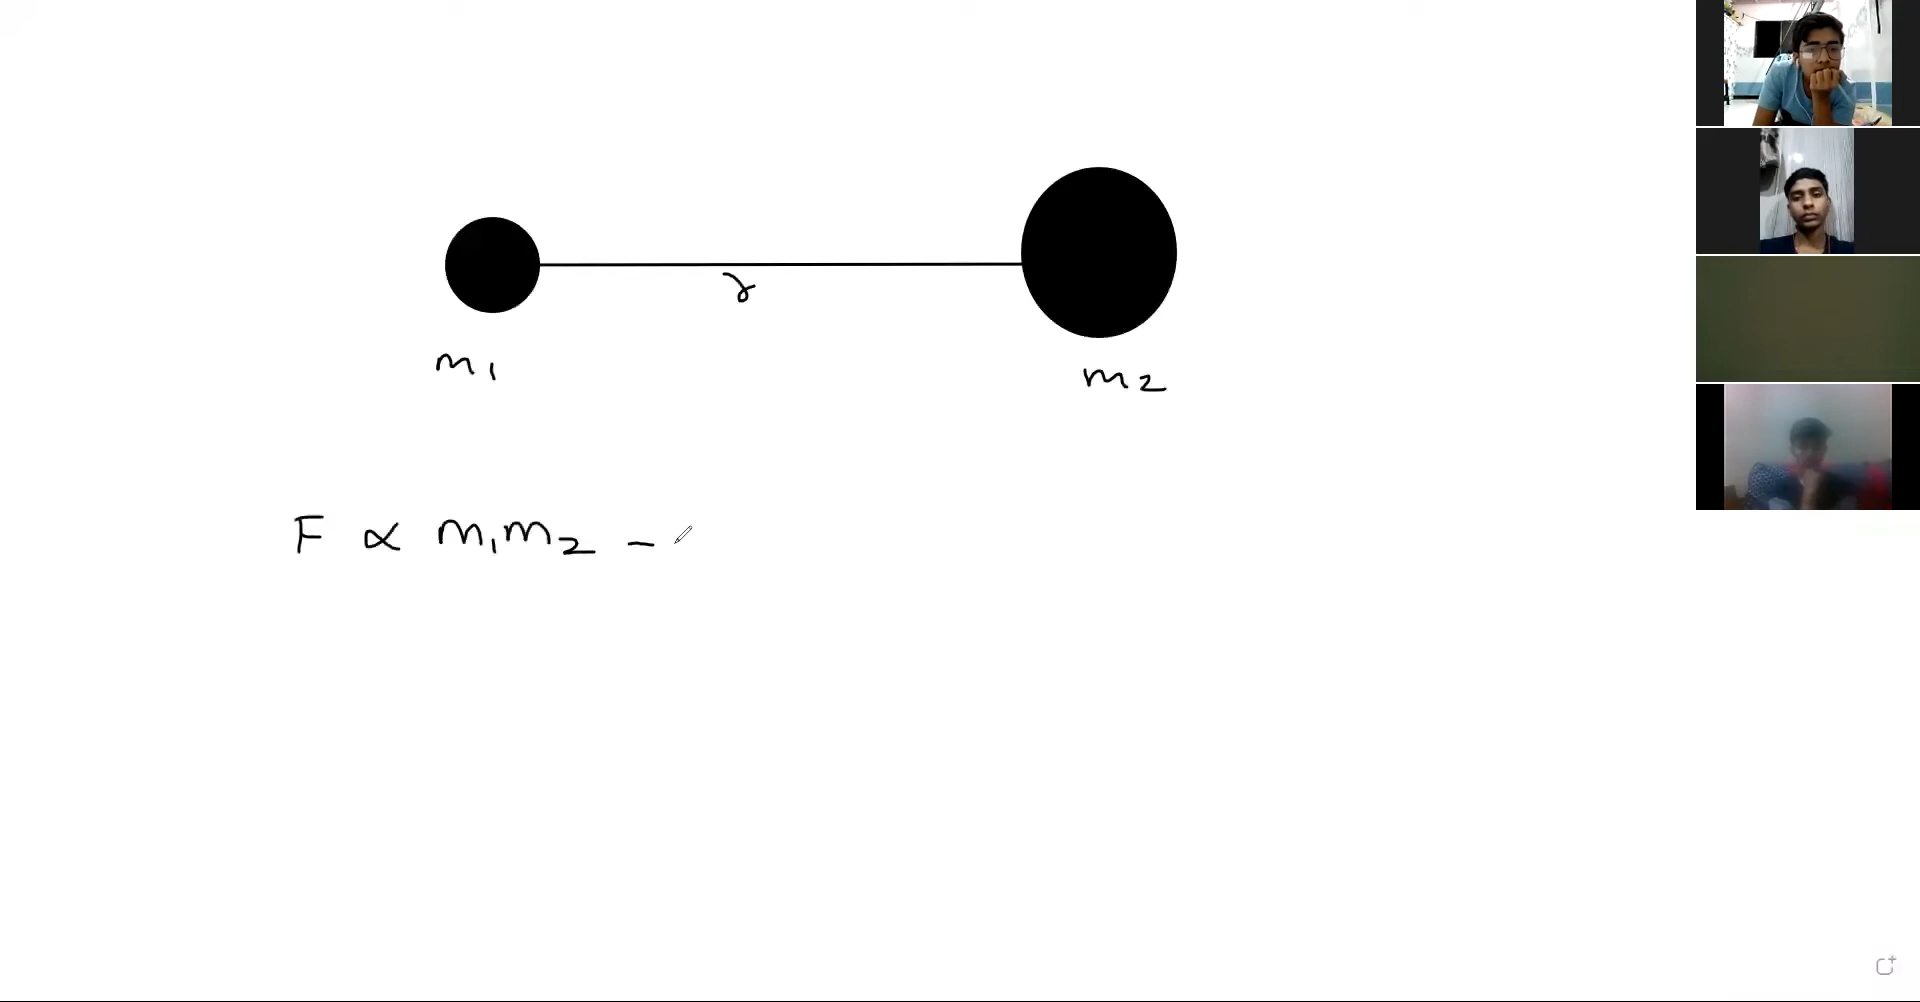 r
m₁
m₂
F ∝ m₁m₂ –